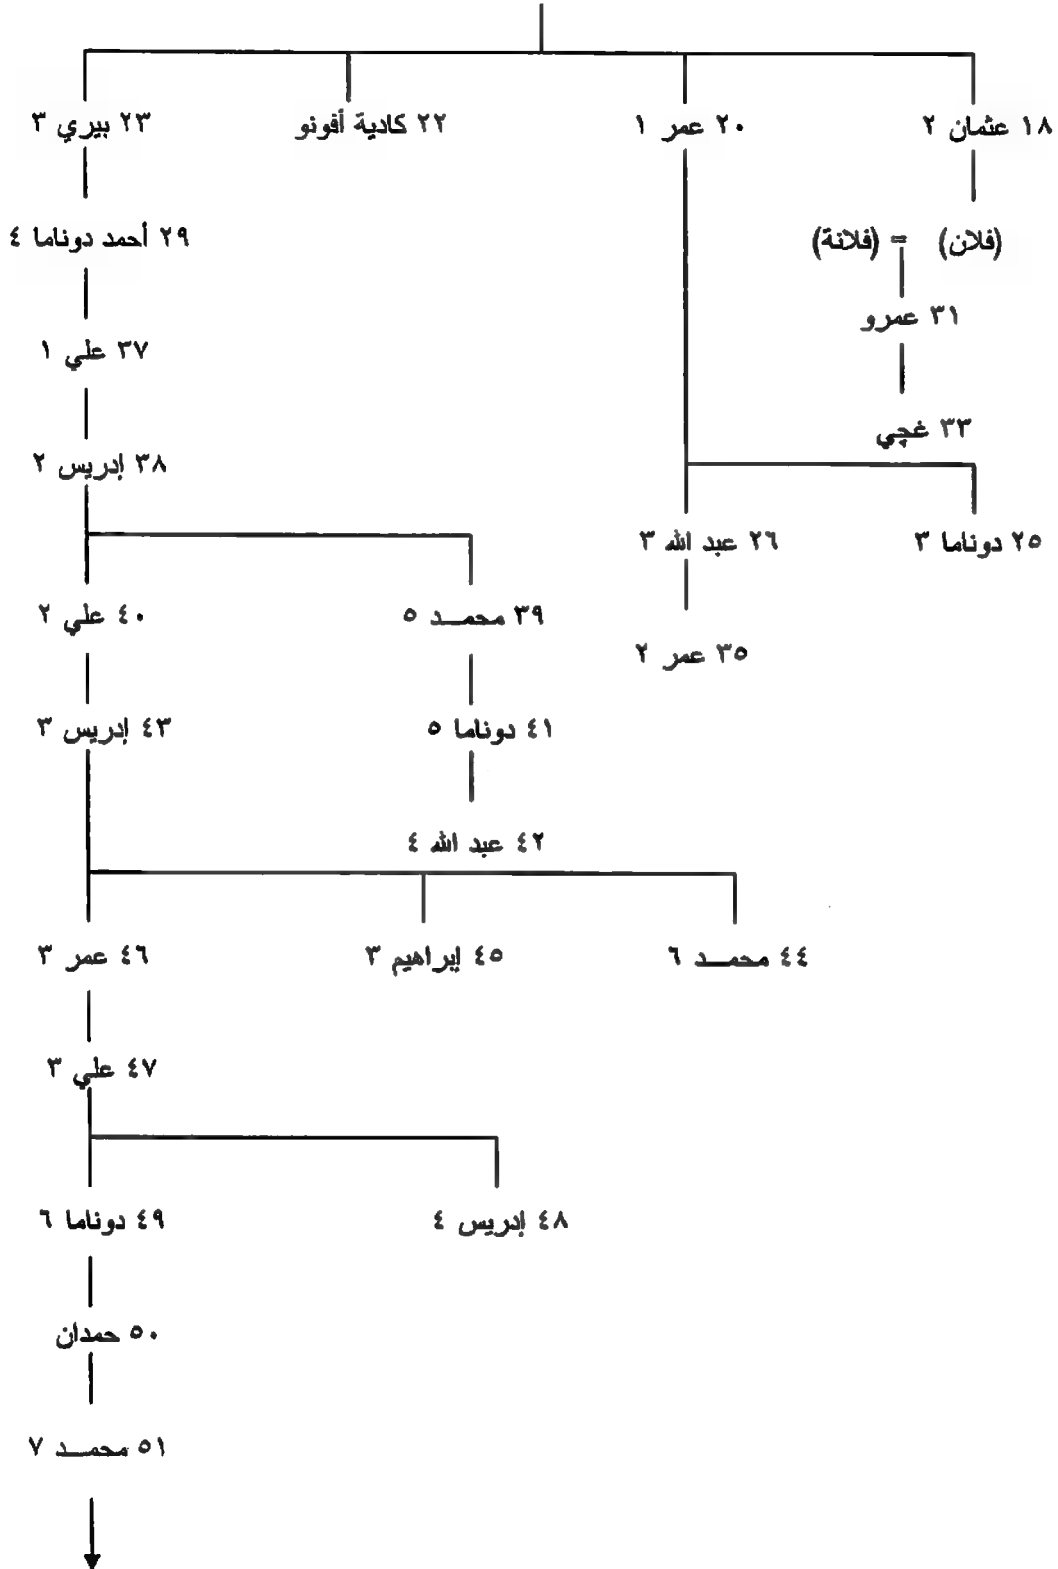 ١٨ عثمان ٢
٢٠ عمر ١
٢٢ كادية أفونو
٢٣ بيري ٣
(فلان) = (فلانة)
٢٩ أحمد دوناما ٤
٣١ عمرو
٣٧ علي ١
٣٣ غجي
٣٨ إدريس ٢
٢٥ دوناما ٣
٢٦ عبد الله ٣
٣٩ محمد ٥
٤٠ علي ٢
٣٥ عمر ٢
٤١ دوناما ٥
٤٣ إدريس ٣
٤٢ عبد الله ٤
٤٤ محمد ٦
٤٥ إبراهيم ٣
٤٦ عمر ٣
٤٧ علي ٣
٤٨ إدريس ٤
٤٩ دوناما ٦
٥٠ حمدان
٥١ محمد ٧